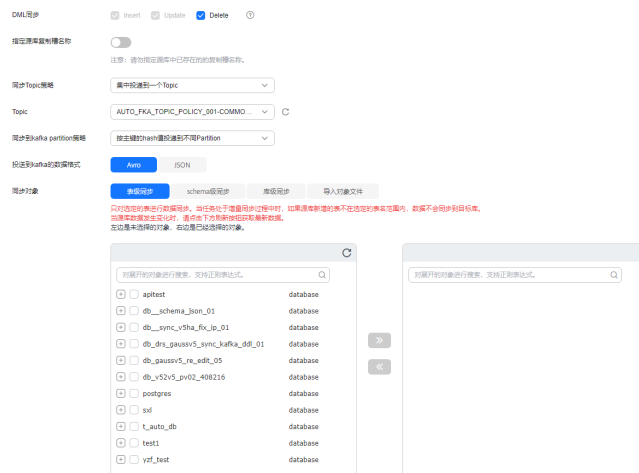 DML同步 Insert Update Delete
指定源库复制槽名称
注意：请勿指定源库中已存在的的复制槽名称。
同步Topic策略 集中投递到一个Topic
Topic AUTO_FKA_TOPIC_POLICY_001-COMMO...
同步到kafka partition策略 按主键的hash值投递到不同Partition
投送到kafka的数据格式 Avro JSON
同步对象 表级同步 schema级同步 库级同步 导入对象文件
只对选定的表进行数据同步。当任务处于增量同步过程中时，如果源库新增的表不在选定的表名范围内，数据不会同步到目标库。
当源库数据发生变化时，请点击下方刷新按钮获取最新数据。
左边是未选择的对象，右边是已经选择的对象。
对展开的对象进行搜索，支持正则表达式。 对展开的对象进行搜索，支持正则表达式。
apitest database
db__schema_json_01 database
db__sync_v5ha_fix_ip_01 database
db_drs_gaussv5_sync_kafka_ddl_01 database
db_gaussv5_re_edit_05 database
db_v52v5_pv02_408216 database
postgres database
sxl database
t_auto_db database
test1 database
yzf_test database